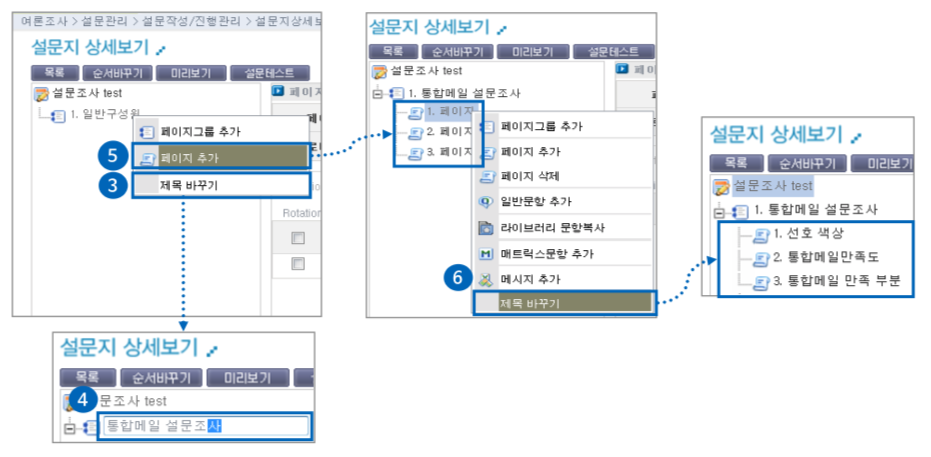 여론조사 > 설문관리 > 설문작성/진행관리 > 설문지상세보
설문지 상세보기
목록 순서바꾸기 미리보기 설문테스트
설문조사 test
페이지
1. 일반구성원
페이지그룹 추가
5 페이지 추가
3 제목 바꾸기
Rotation
설문지 상세보기
목록 순서바꾸기 미리보기
4 문조사 test
통합메일 설문조사
설문지 상세보기
목록 순서바꾸기 미리보기 설문테스트
설문조사 test
페이
1. 통합메일 설문조사
1. 페이지
2. 페이지
3. 페이지
페이지그룹 추가
페이지 추가
페이지 삭제
일반문항 추가
라이브러리 문항복사
매트릭스문항 추가
6 메시지 추가
제목 바꾸기
설문지 상세보기
목록 순서바꾸기 미리보기
설문조사 test
1. 통합메일 설문조사
1. 선호 색상
2. 통합메일만족도
3. 통합메일 만족 부분